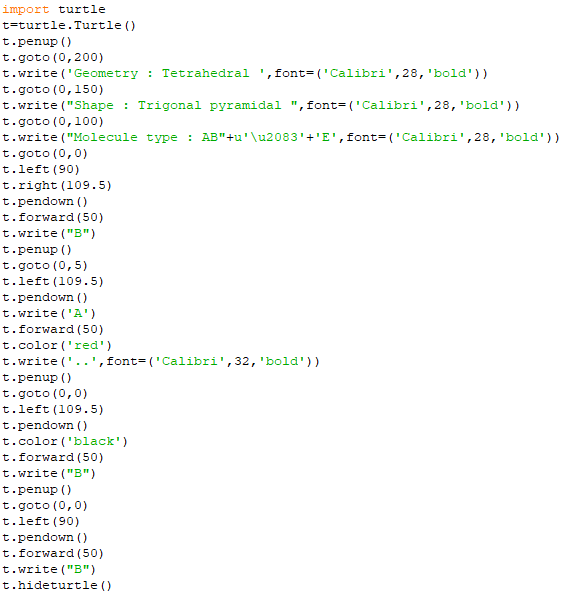 import turtle
t=turtle.Turtle()
t.penup()
t.goto(0,200)
t.write('Geometry : Tetrahedral ',font=('Calibri',28,'bold'))
t.goto(0,150)
t.write("Shape : Trigonal pyramidal ",font=('Calibri',28,'bold'))
t.goto(0,100)
t.write("Molecule type : AB"+u'\u2083'+'E',font=('Calibri',28,'bold'))
t.goto(0,0)
t.left(90)
t.right(109.5)
t.pendown()
t.forward(50)
t.write("B")
t.penup()
t.goto(0,5)
t.left(109.5)
t.pendown()
t.write('A')
t.forward(50)
t.color('red')
t.write('..',font=('Calibri',32,'bold'))
t.penup()
t.goto(0,0)
t.left(109.5)
t.pendown()
t.color('black')
t.forward(50)
t.write("B")
t.penup()
t.goto(0,0)
t.left(90)
t.pendown()
t.forward(50)
t.write("B")
t.hideturtle()